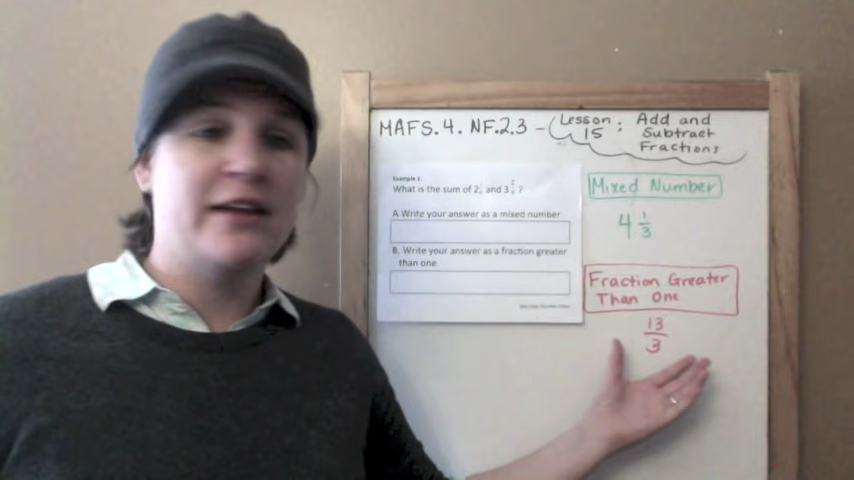 MAFS.4.NF.2.3 - Lesson 15: Add and
Subtract
Fractions
Example 1:
What is the sum of 2 and 3 ?
A.Write your answer as a mixed number
B. Write your answer as a fraction greater
than one
Mixed Number
4 1/3
Fraction Greater
Than One
13
3